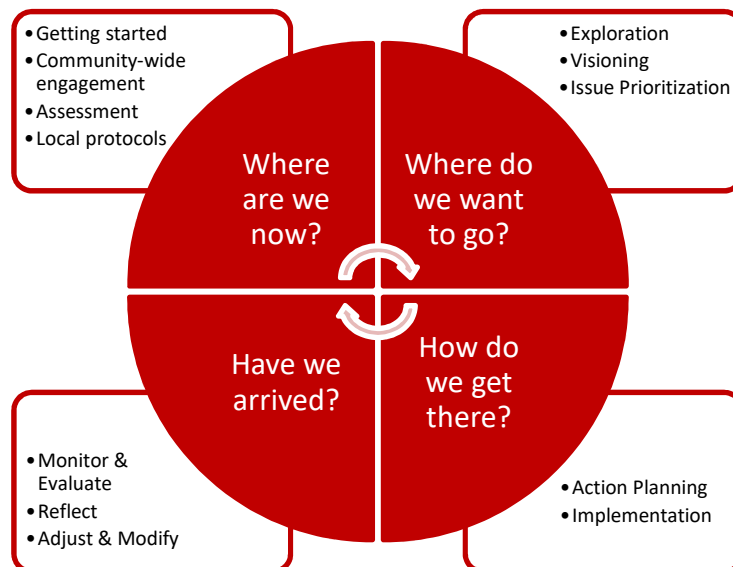 •Getting started
•Community-wide
engagement
•Assessment
•Local protocols
•Exploration
•Visioning
•Issue Prioritization
Where
are we
now?
Where do
we want
to go?
Have we
arrived?
How do
we get
there?
•Monitor &
Evaluate
•Reflect
•Adjust & Modify
•Action Planning
•Implementation